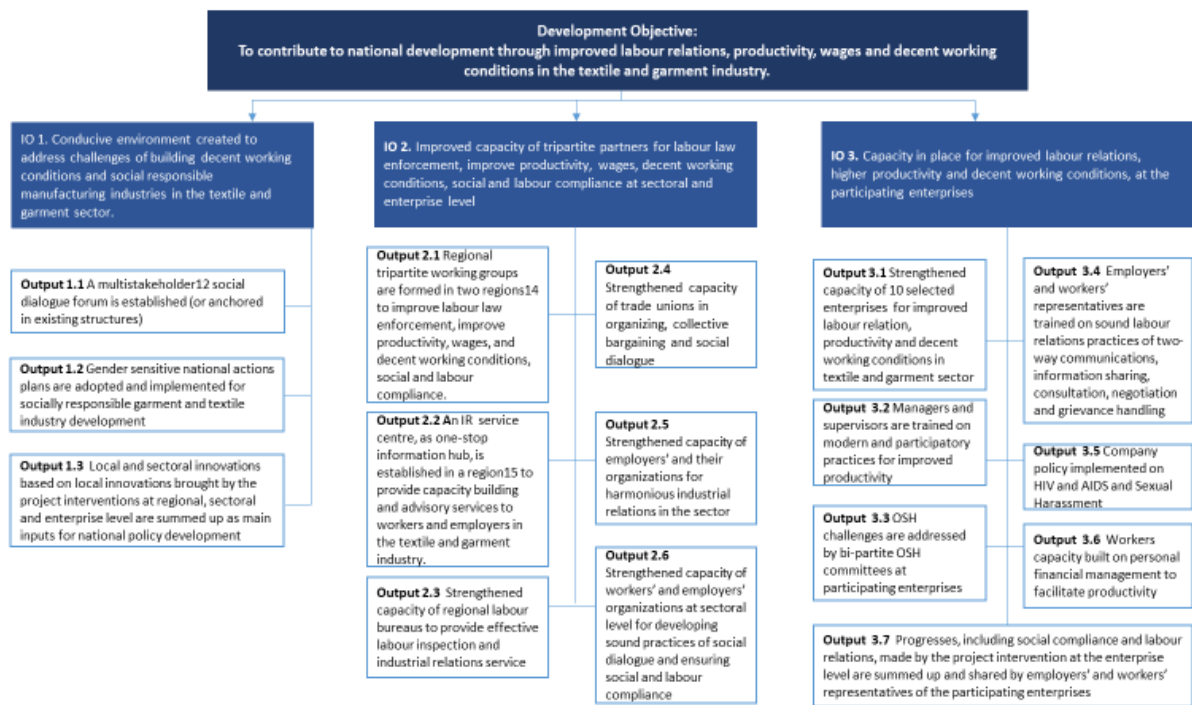 Development Objective:
To contribute to national development through improved labour relations, productivity, wages and decent working
conditions in the textile and garment industry.
IO 1. Conducive environment created to
address challenges of building decent working
conditions and social responsible
manufacturing industries in the textile and
garment sector.
Output 1.1 A multistakeholder12 social
dialogue forum is established (or anchored
in existing structures)
Output 1.2 Gender sensitive national actions
plans are adopted and implemented for
socially responsible garment and textile
industry development
Output 1.3 Local and sectoral innovations
based on local innovations brought by the
project interventions at regional, sectoral
and enterprise level are summed up as main
inputs for national policy development
IO 2. Improved capacity of tripartite partners for labour law
enforcement, improve productivity, wages, decent working
conditions, social and labour compliance at sectoral and
enterprise level
Output 2.1 Regional
tripartite working groups
are formed in two regions14
to improve labour law
enforcement, improve
productivity, wages, and
decent working conditions,
social and labour
compliance.
Output 2.2 An IR service
centre, as one-stop
information hub, is
established in a region15 to
provide capacity building
and advisory services to
workers and employers in
the textile and garment
industry.
Output 2.3 Strengthened
capacity of regional labour
bureaus to provide effective
labour inspection and
industrial relations service
Output 2.4
Strengthened capacity
of trade unions in
organizing, collective
bargaining and social
dialogue
Output 2.5
Strengthened capacity of
employers' and their
organizations for
harmonious industrial
relations in the sector
Output 2.6
Strengthened capacity of
workers' and employers'
organizations at sectoral
level for developing
sound practices of social
dialogue and ensuring
social and labour
compliance
IO 3. Capacity in place for improved labour relations,
higher productivity and decent working conditions, at the
participating enterprises
Output 3.1 Strengthened
capacity of 10 selected
enterprises for improved
labour relation,
productivity and decent
working conditions in
textile and garment sector
Output 3.2 Managers and
supervisors are trained on
modern and participatory
practices for improved
productivity
Output 3.3 OSH
challenges are addressed
by bi-partite OSH
committees at
participating enterprises
Output 3.4 Employers'
and workers'
representatives are
trained on sound labour
relations practices of two-
way communications,
information sharing,
consultation, negotiation
and grievance handling
Output 3.5 Company
policy implemented on
HIV and AIDS and Sexual
Harassment
Output 3.6 Workers
capacity built on personal
financial management to
facilitate productivity
Output 3.7 Progresses, including social compliance and labour
relations, made by the project intervention at the enterprise
level are summed up and shared by employers' and workers'
representatives of the participating enterprises